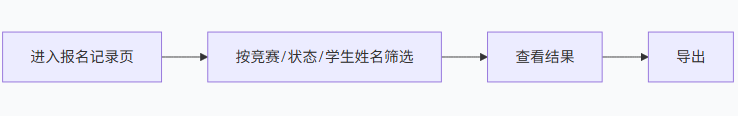 进入报名记录页
按竞赛/状态/学生姓名筛选
查看结果
导出